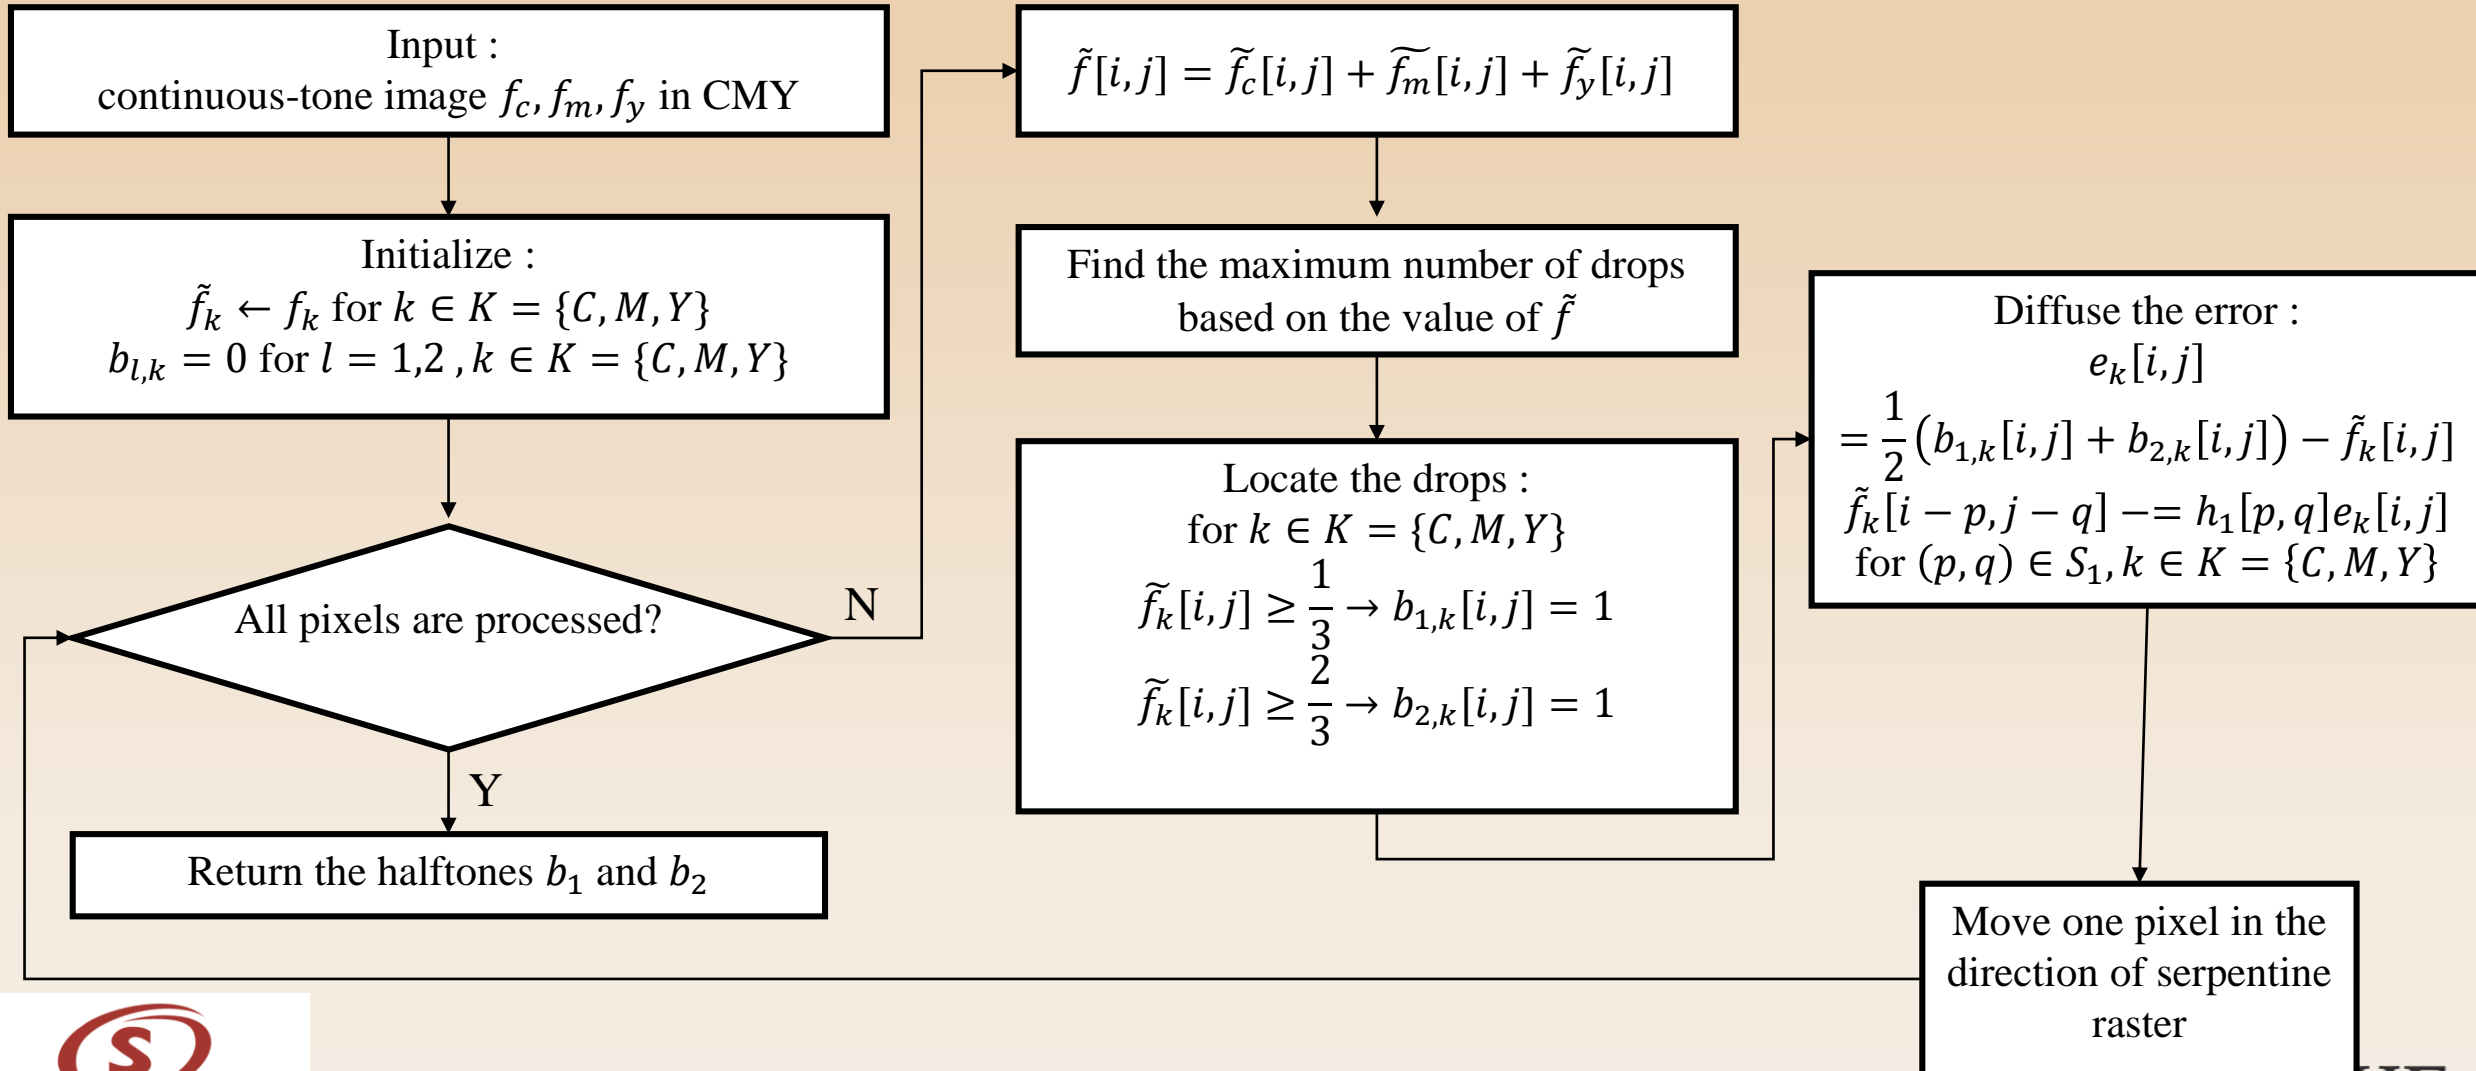 Input :
continuous-tone image f_c, f_m, f_y in CMY
Initialize :
f̃_k ← f_k for k ∈ K = {C, M, Y}
b_{l,k} = 0 for l = 1,2 , k ∈ K = {C, M, Y}
All pixels are processed?
N
Y
Return the halftones b₁ and b₂
f̃[i, j] = f̃_c[i, j] + f̃_m[i, j] + f̃_y[i, j]
Find the maximum number of drops
based on the value of f̃
Locate the drops :
for k ∈ K = {C, M, Y}
f̃_k[i, j] ≥ 1/3 → b_{1,k}[i, j] = 1
f̃_k[i, j] ≥ 2/3 → b_{2,k}[i, j] = 1
Diffuse the error :
e_k[i, j]
= 1/2 (b_{1,k}[i, j] + b_{2,k}[i, j]) − f̃_k[i, j]
f̃_k[i − p, j − q] −= h₁[p, q]e_k[i, j]
for (p, q) ∈ S₁, k ∈ K = {C, M, Y}
Move one pixel in the
direction of serpentine
raster
S